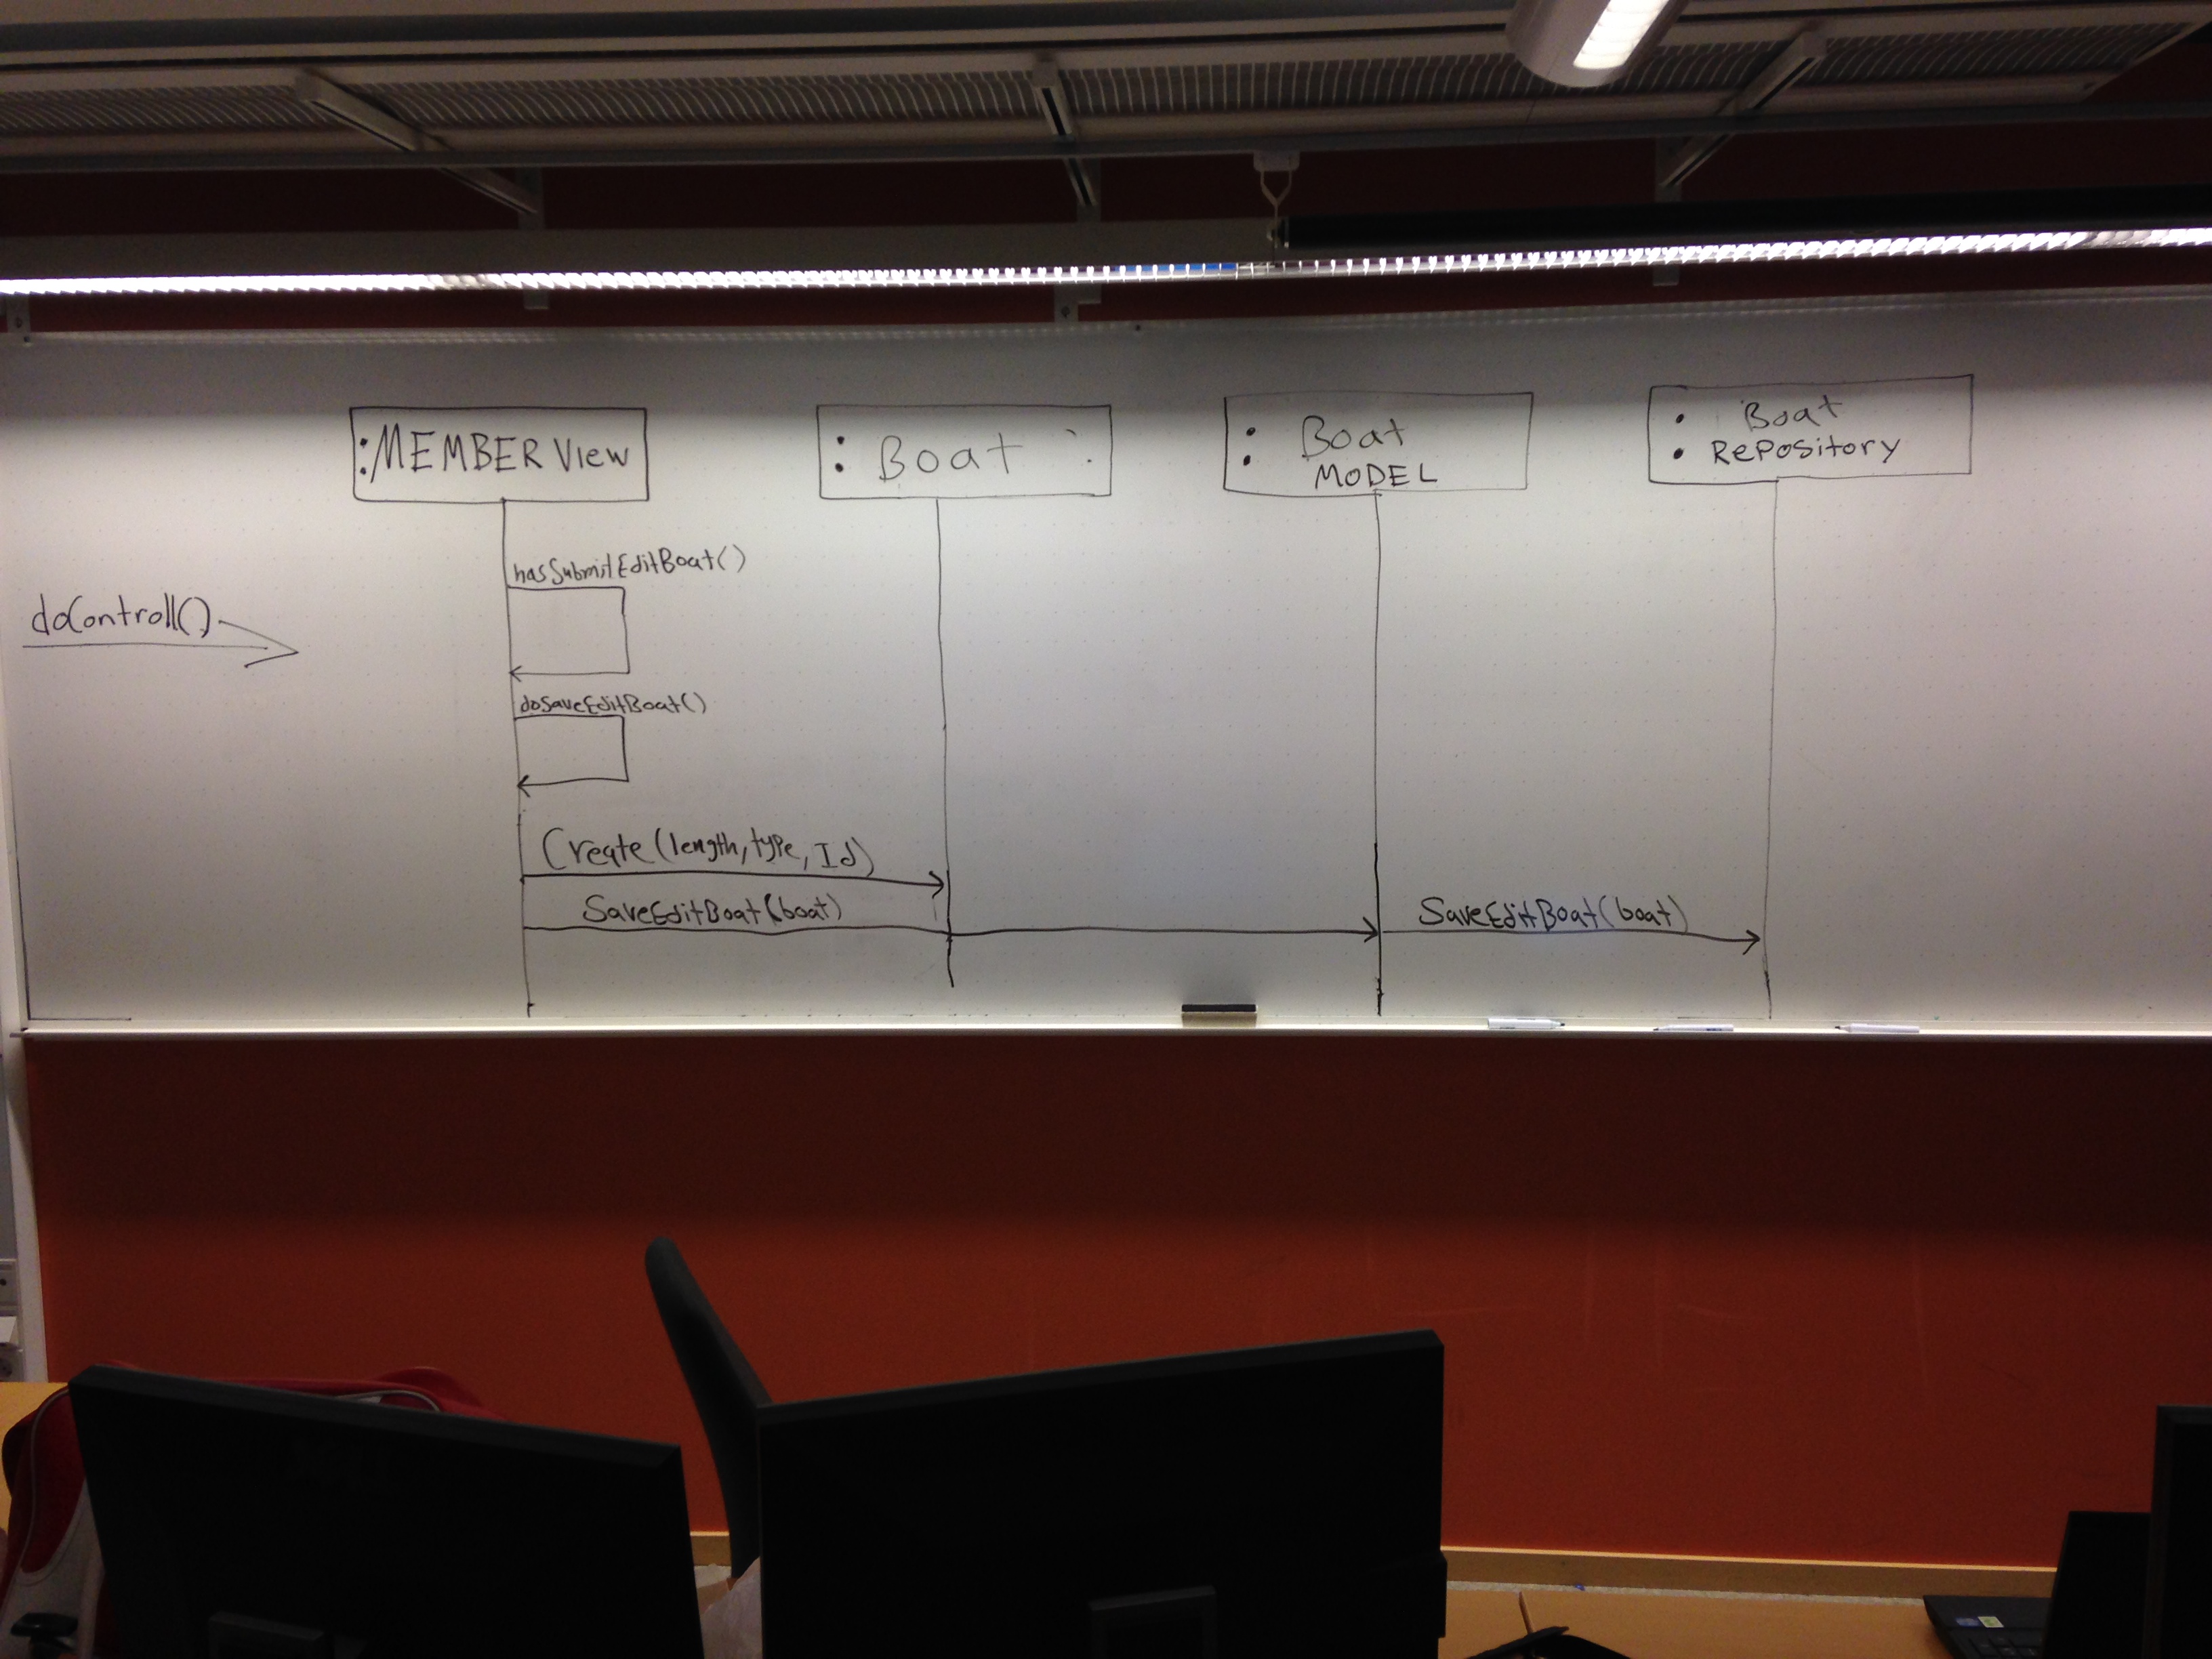 :MEMBER View
: Boat :
: Boat
MODEL
: Boat
Repository
hasSubmitEditBoat()
doControll()
doSaveEditBoat()
Create(length, type, Id)
SaveEditBoat(boat)
SaveEditBoat(boat)